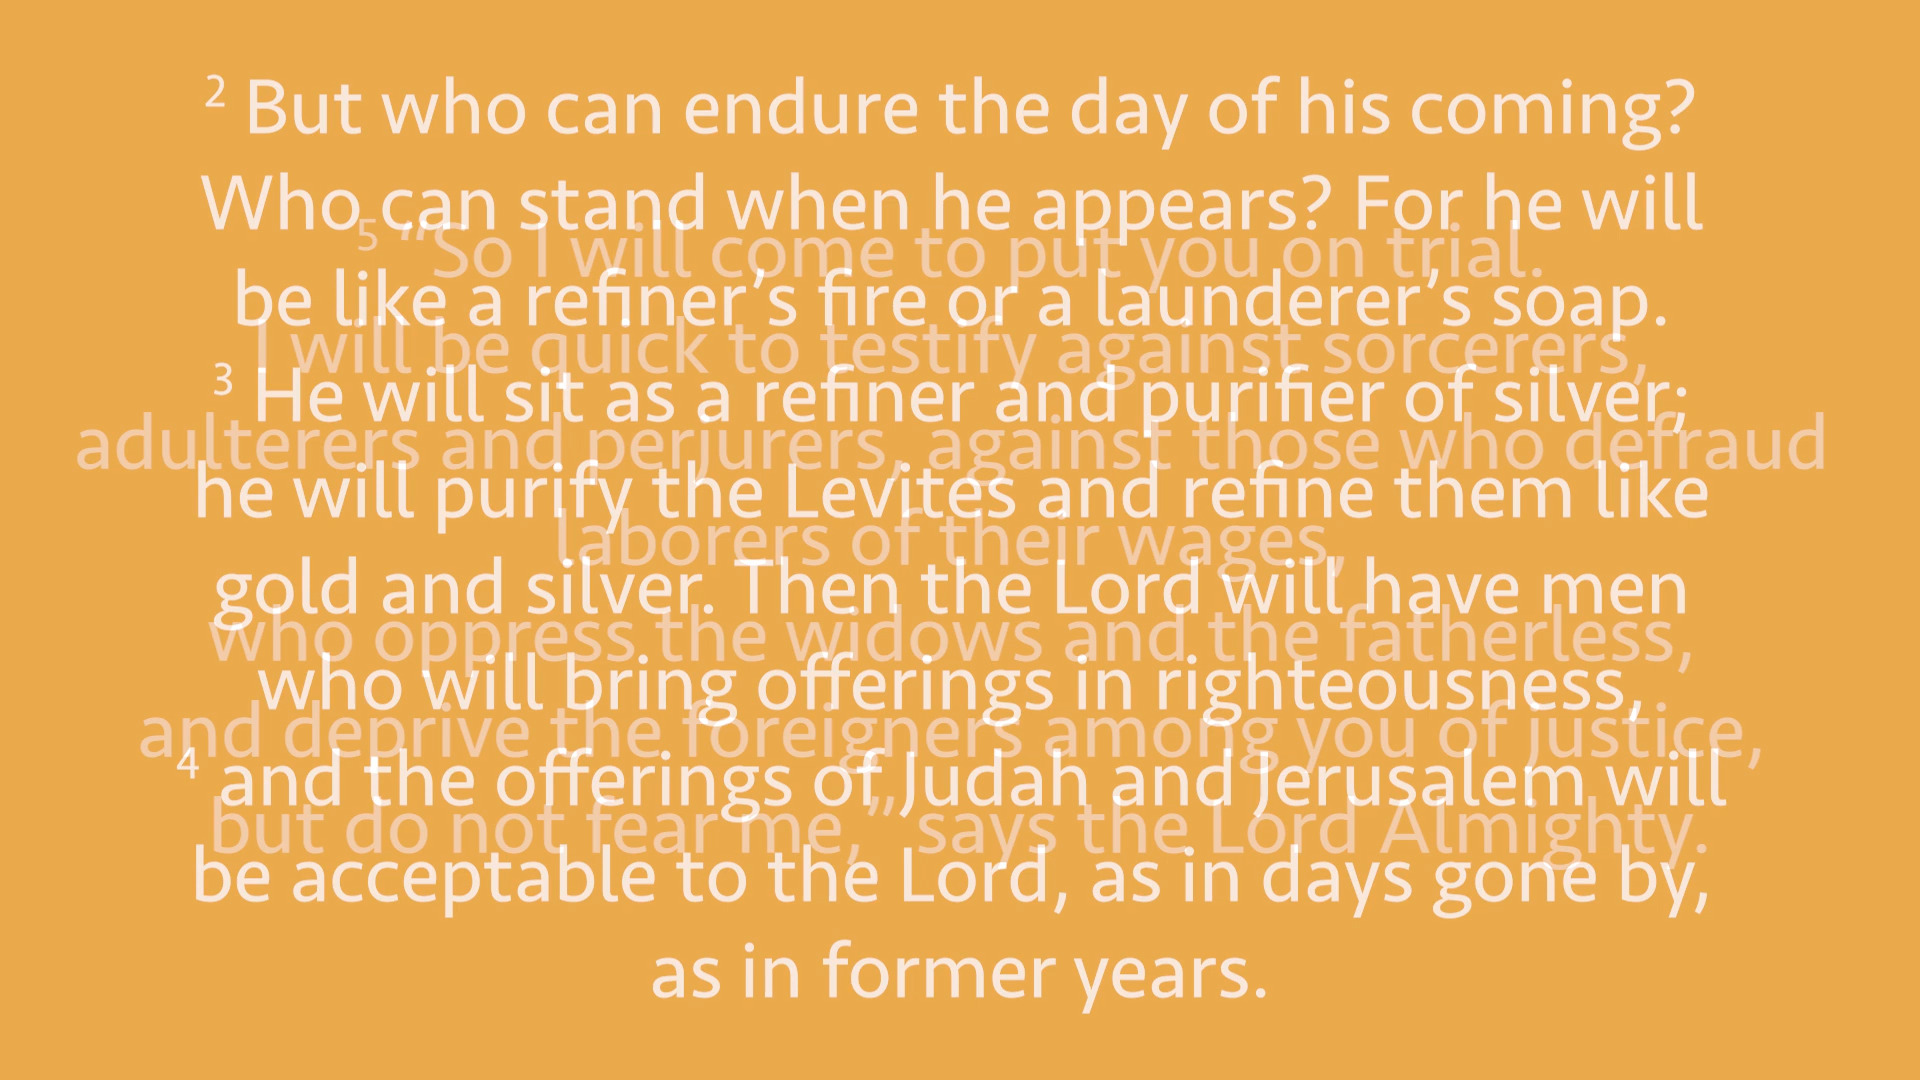 2 But who can endure the day of his coming?
Who can stand when he appears? For he will
be like a refiner’s fire or a launderer’s soap.
3 He will sit as a refiner and purifier of silver;
he will purify the Levites and refine them like
gold and silver. Then the Lord will have men
who will bring offerings in righteousness,
4 and the offerings of Judah and Jerusalem will
be acceptable to the Lord, as in days gone by,
as in former years.
5 “So I will come to put you on trial.
I will be quick to testify against sorcerers,
adulterers and perjurers, against those who defraud
laborers of their wages,
who oppress the widows and the fatherless,
and deprive the foreigners among you of justice,
but do not fear me,” says the Lord Almighty.